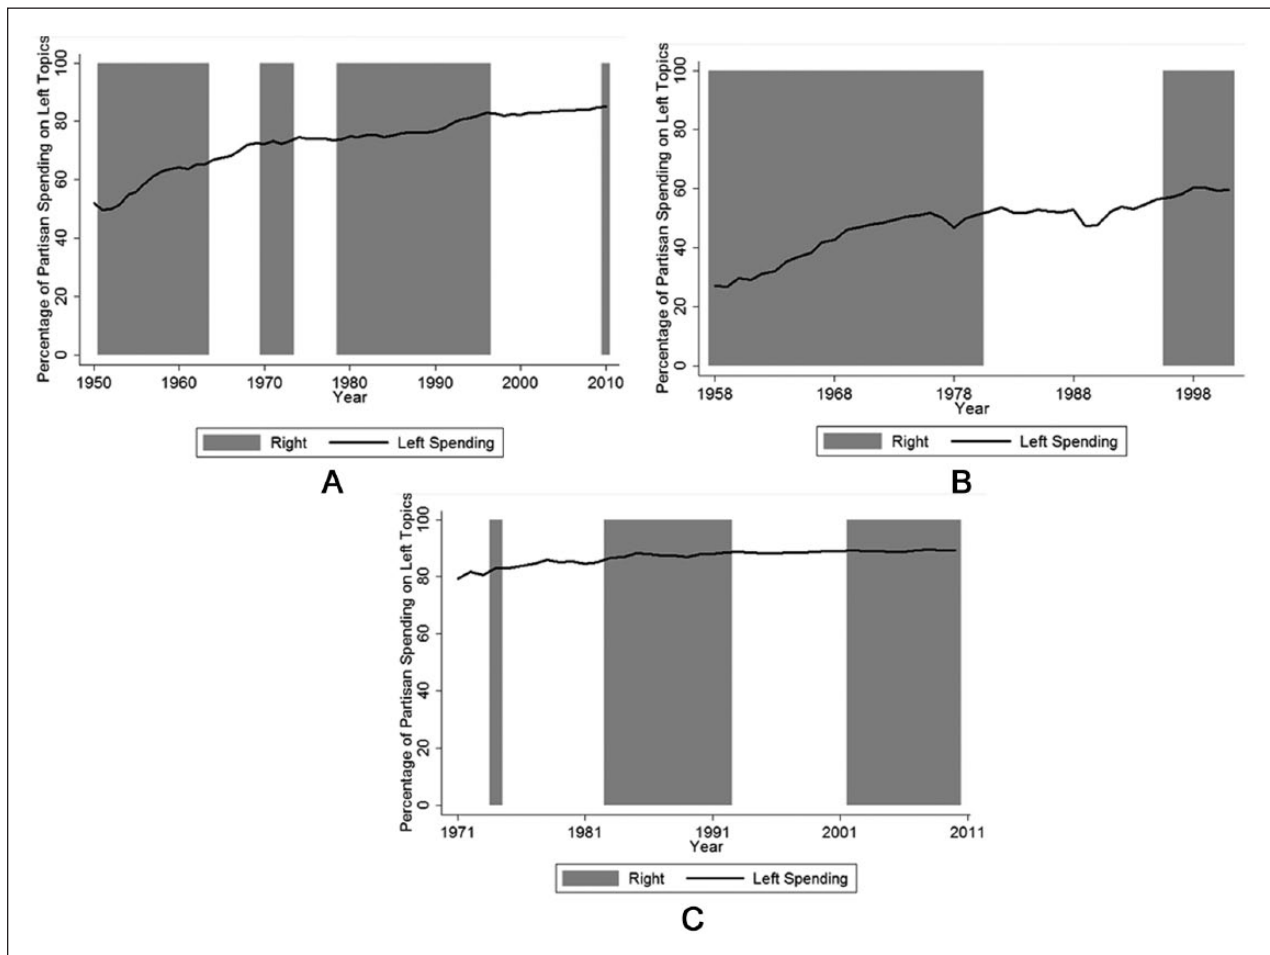 Percentage of Partisan Spending on Left Topics
100
80
60
40
20
0
1950 1960 1970 1980 1990 2000 2010
Year
Right Left Spending
A
Percentage of Partisan Spending on Left Topics
100
80
60
40
20
0
1958 1968 1978 1988 1998
Year
Right Left Spending
B
Percentage of Partisan Spending on Left Topics
100
80
60
40
20
0
1971 1981 1991 2001 2011
Year
Right Left Spending
C